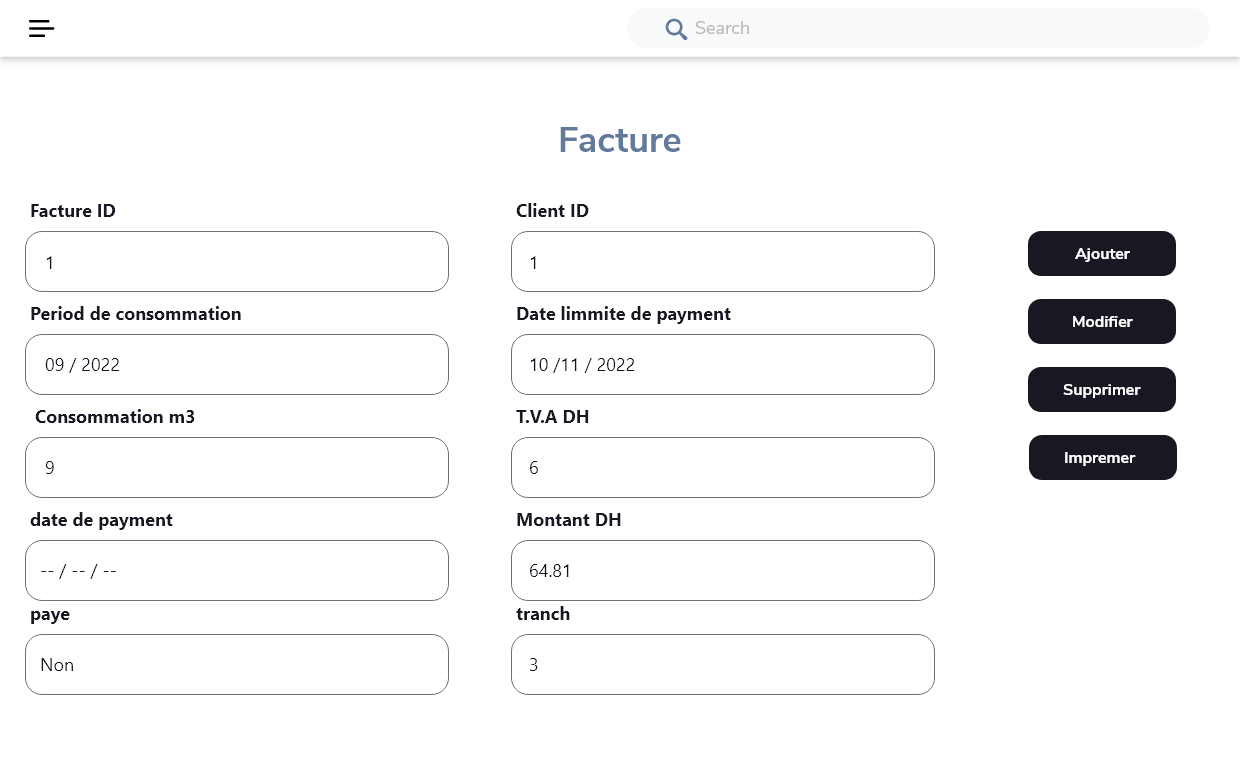 Search
Facture
Facture ID
Client ID
1
1
Ajouter
Period de consommation
Date limmite de payment
Modifier
09 / 2022
10 /11 / 2022
Supprimer
Consommation m3
T.V.A DH
9
6
Impremer
date de payment
Montant DH
-- / -- / --
64.81
paye
tranch
Non
3